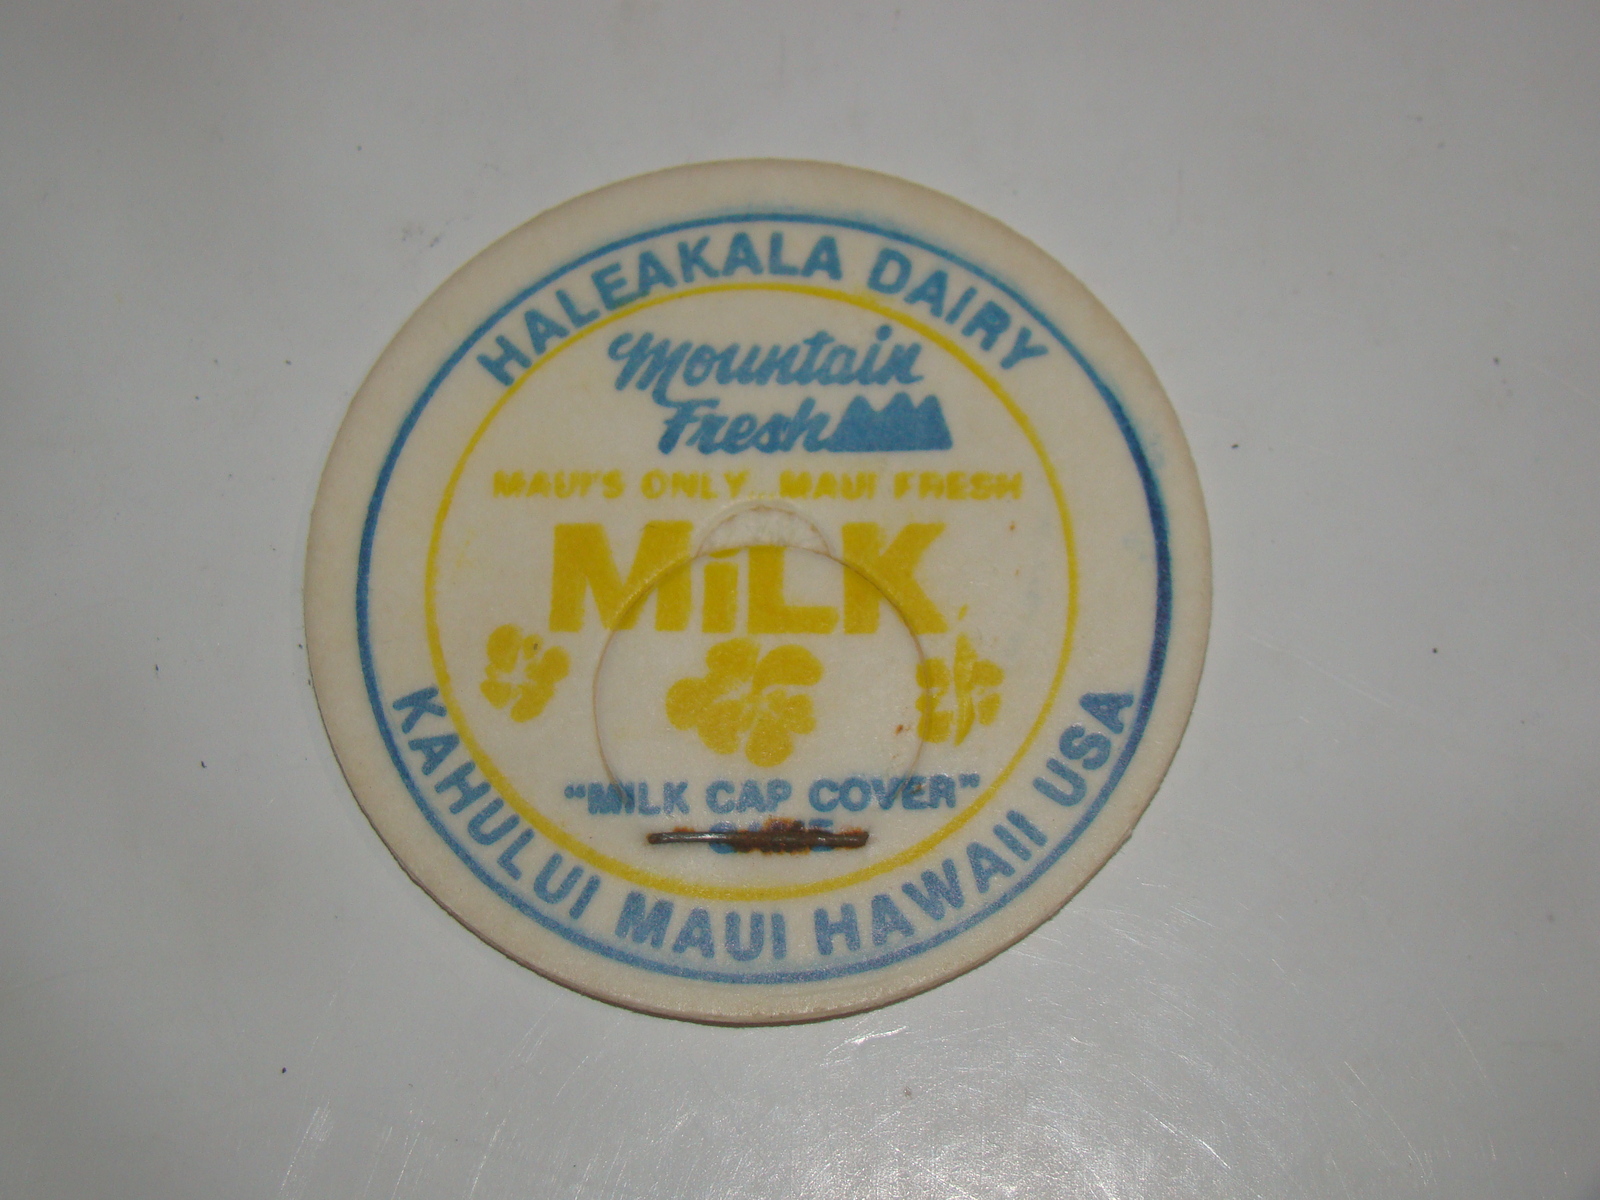 HALEAKALA DAIRY
Mountain
Fresh
MAUI'S ONLY MAUI FRESH
MiLK
"MILK CAP COVER"
KAHULUI MAUI HAWAII USA